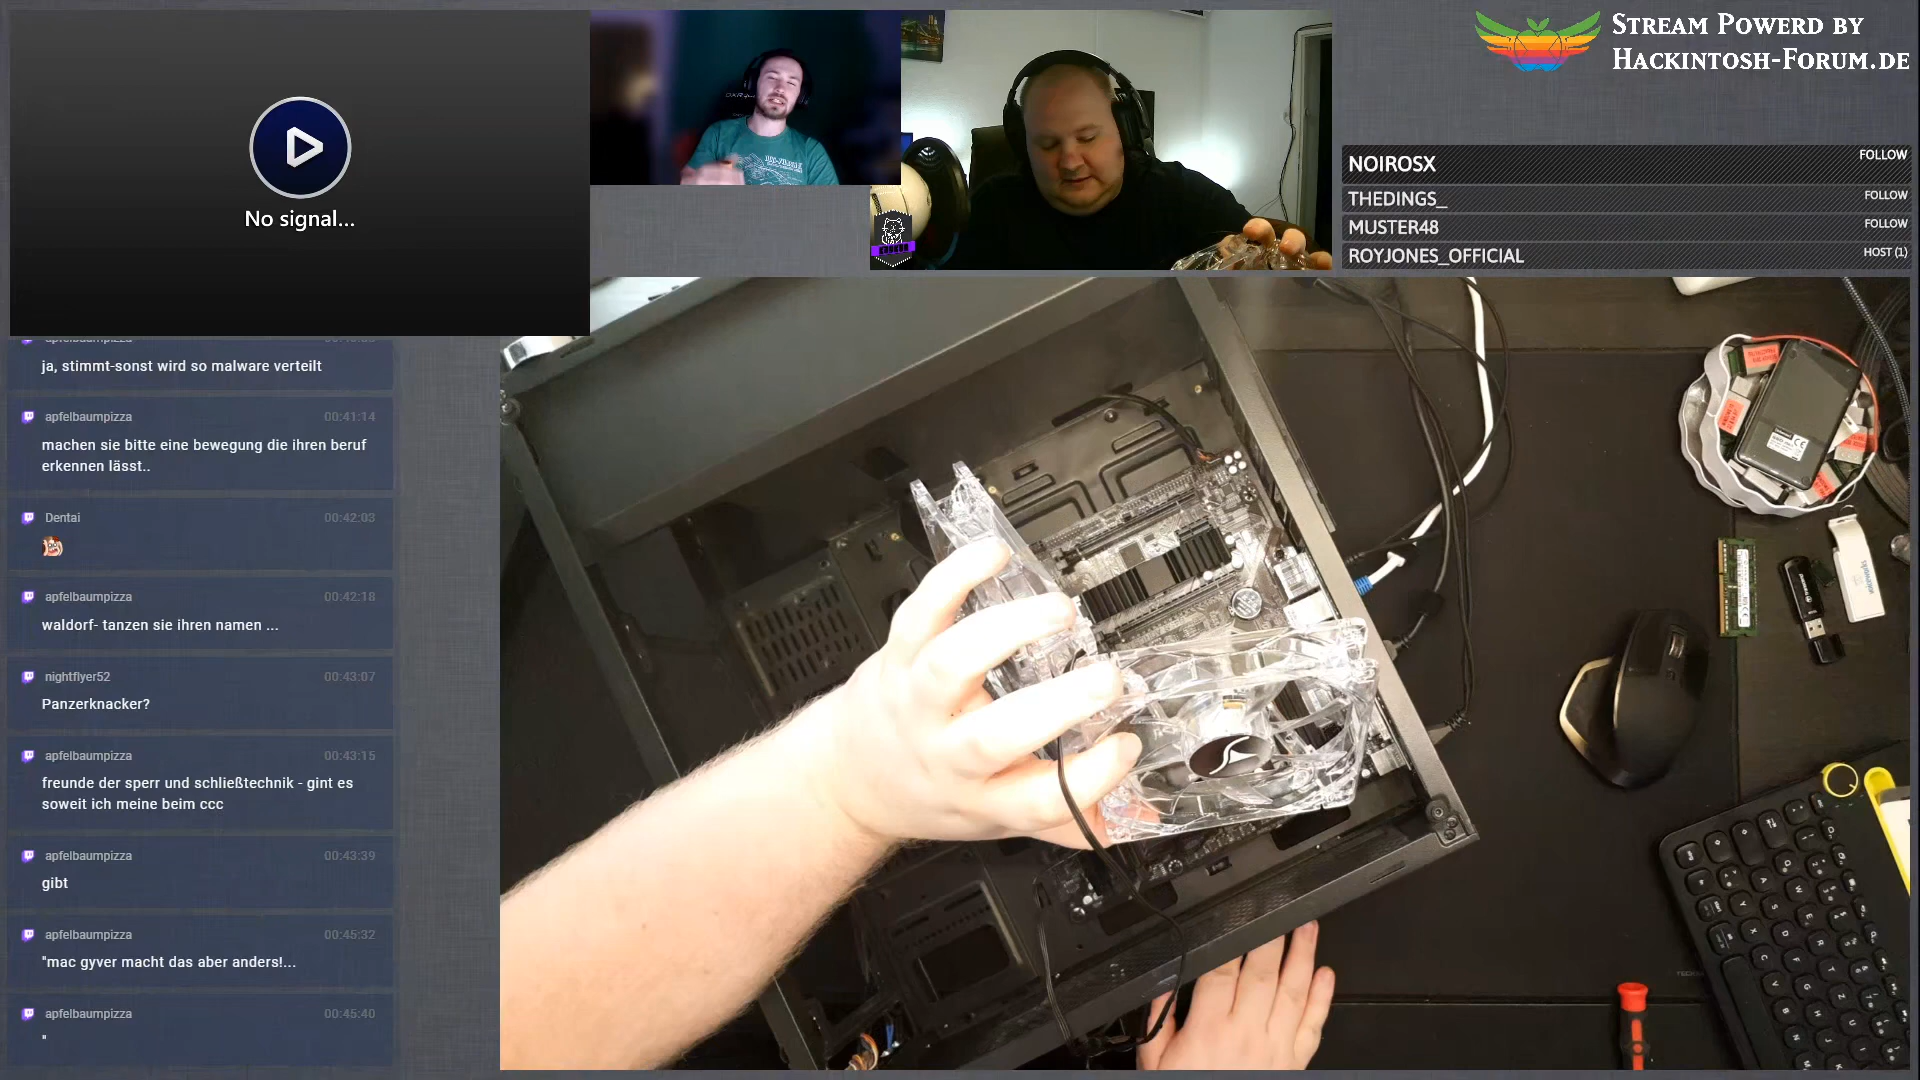 No signal...
STREAM POWERD BY
HACKINTOSH-FORUM.DE
NOIROSX FOLLOW
THEDINGS_ FOLLOW
MUSTER48 FOLLOW
ROYJONES_OFFICIAL HOST (1)
ja, stimmt-sonst wird so malware verteilt
apfelbaumpizza 00:41:14
machen sie bitte eine bewegung die ihren beruf
erkennen lässt..
Dentai 00:42:03
apfelbaumpizza 00:42:18
waldorf- tanzen sie ihren namen ...
nightflyer52 00:43:07
Panzerknacker?
apfelbaumpizza 00:43:15
freunde der sperr und schließtechnik - gint es
soweit ich meine beim ccc
apfelbaumpizza 00:43:39
gibt
apfelbaumpizza 00:45:32
"mac gyver macht das aber anders!...
apfelbaumpizza 00:45:40
"